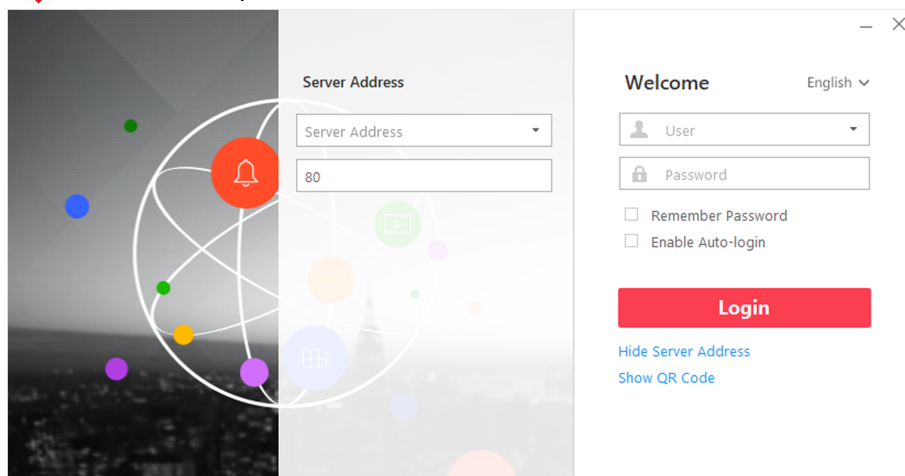 Server Address
Server Address
80
Welcome
English
User
Password
Remember Password
Enable Auto-login
Login
Hide Server Address
Show QR Code